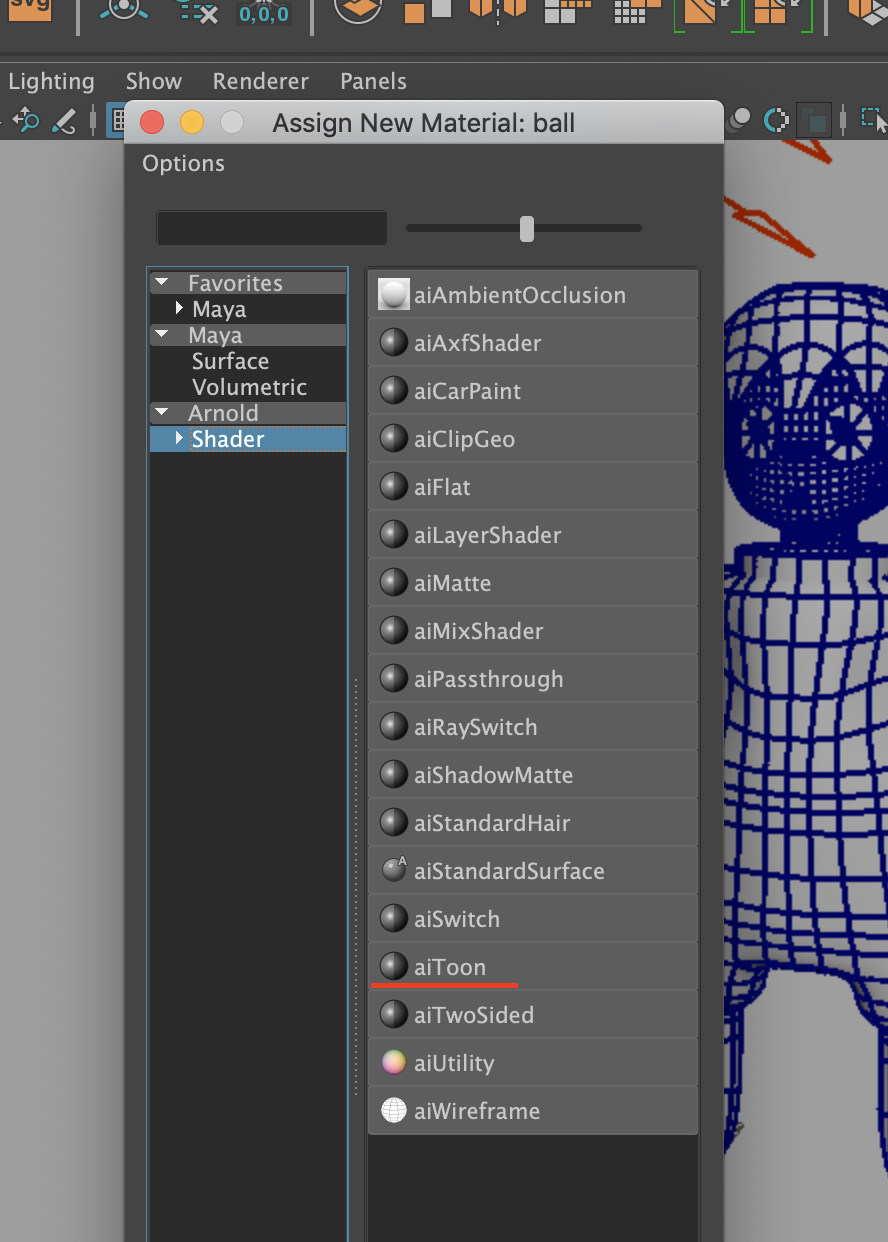 svg
0,0,0
Lighting Show Renderer Panels
Assign New Material: ball
Options
Favorites
Maya
Maya
Surface
Volumetric
Arnold
Shader
aiAmbientOcclusion
aiAxfShader
aiCarPaint
aiClipGeo
aiFlat
aiLayerShader
aiMatte
aiMixShader
aiPassthrough
aiRaySwitch
aiShadowMatte
aiStandardHair
A
aiStandardSurface
aiSwitch
aiToon
aiTwoSided
aiUtility
aiWireframe